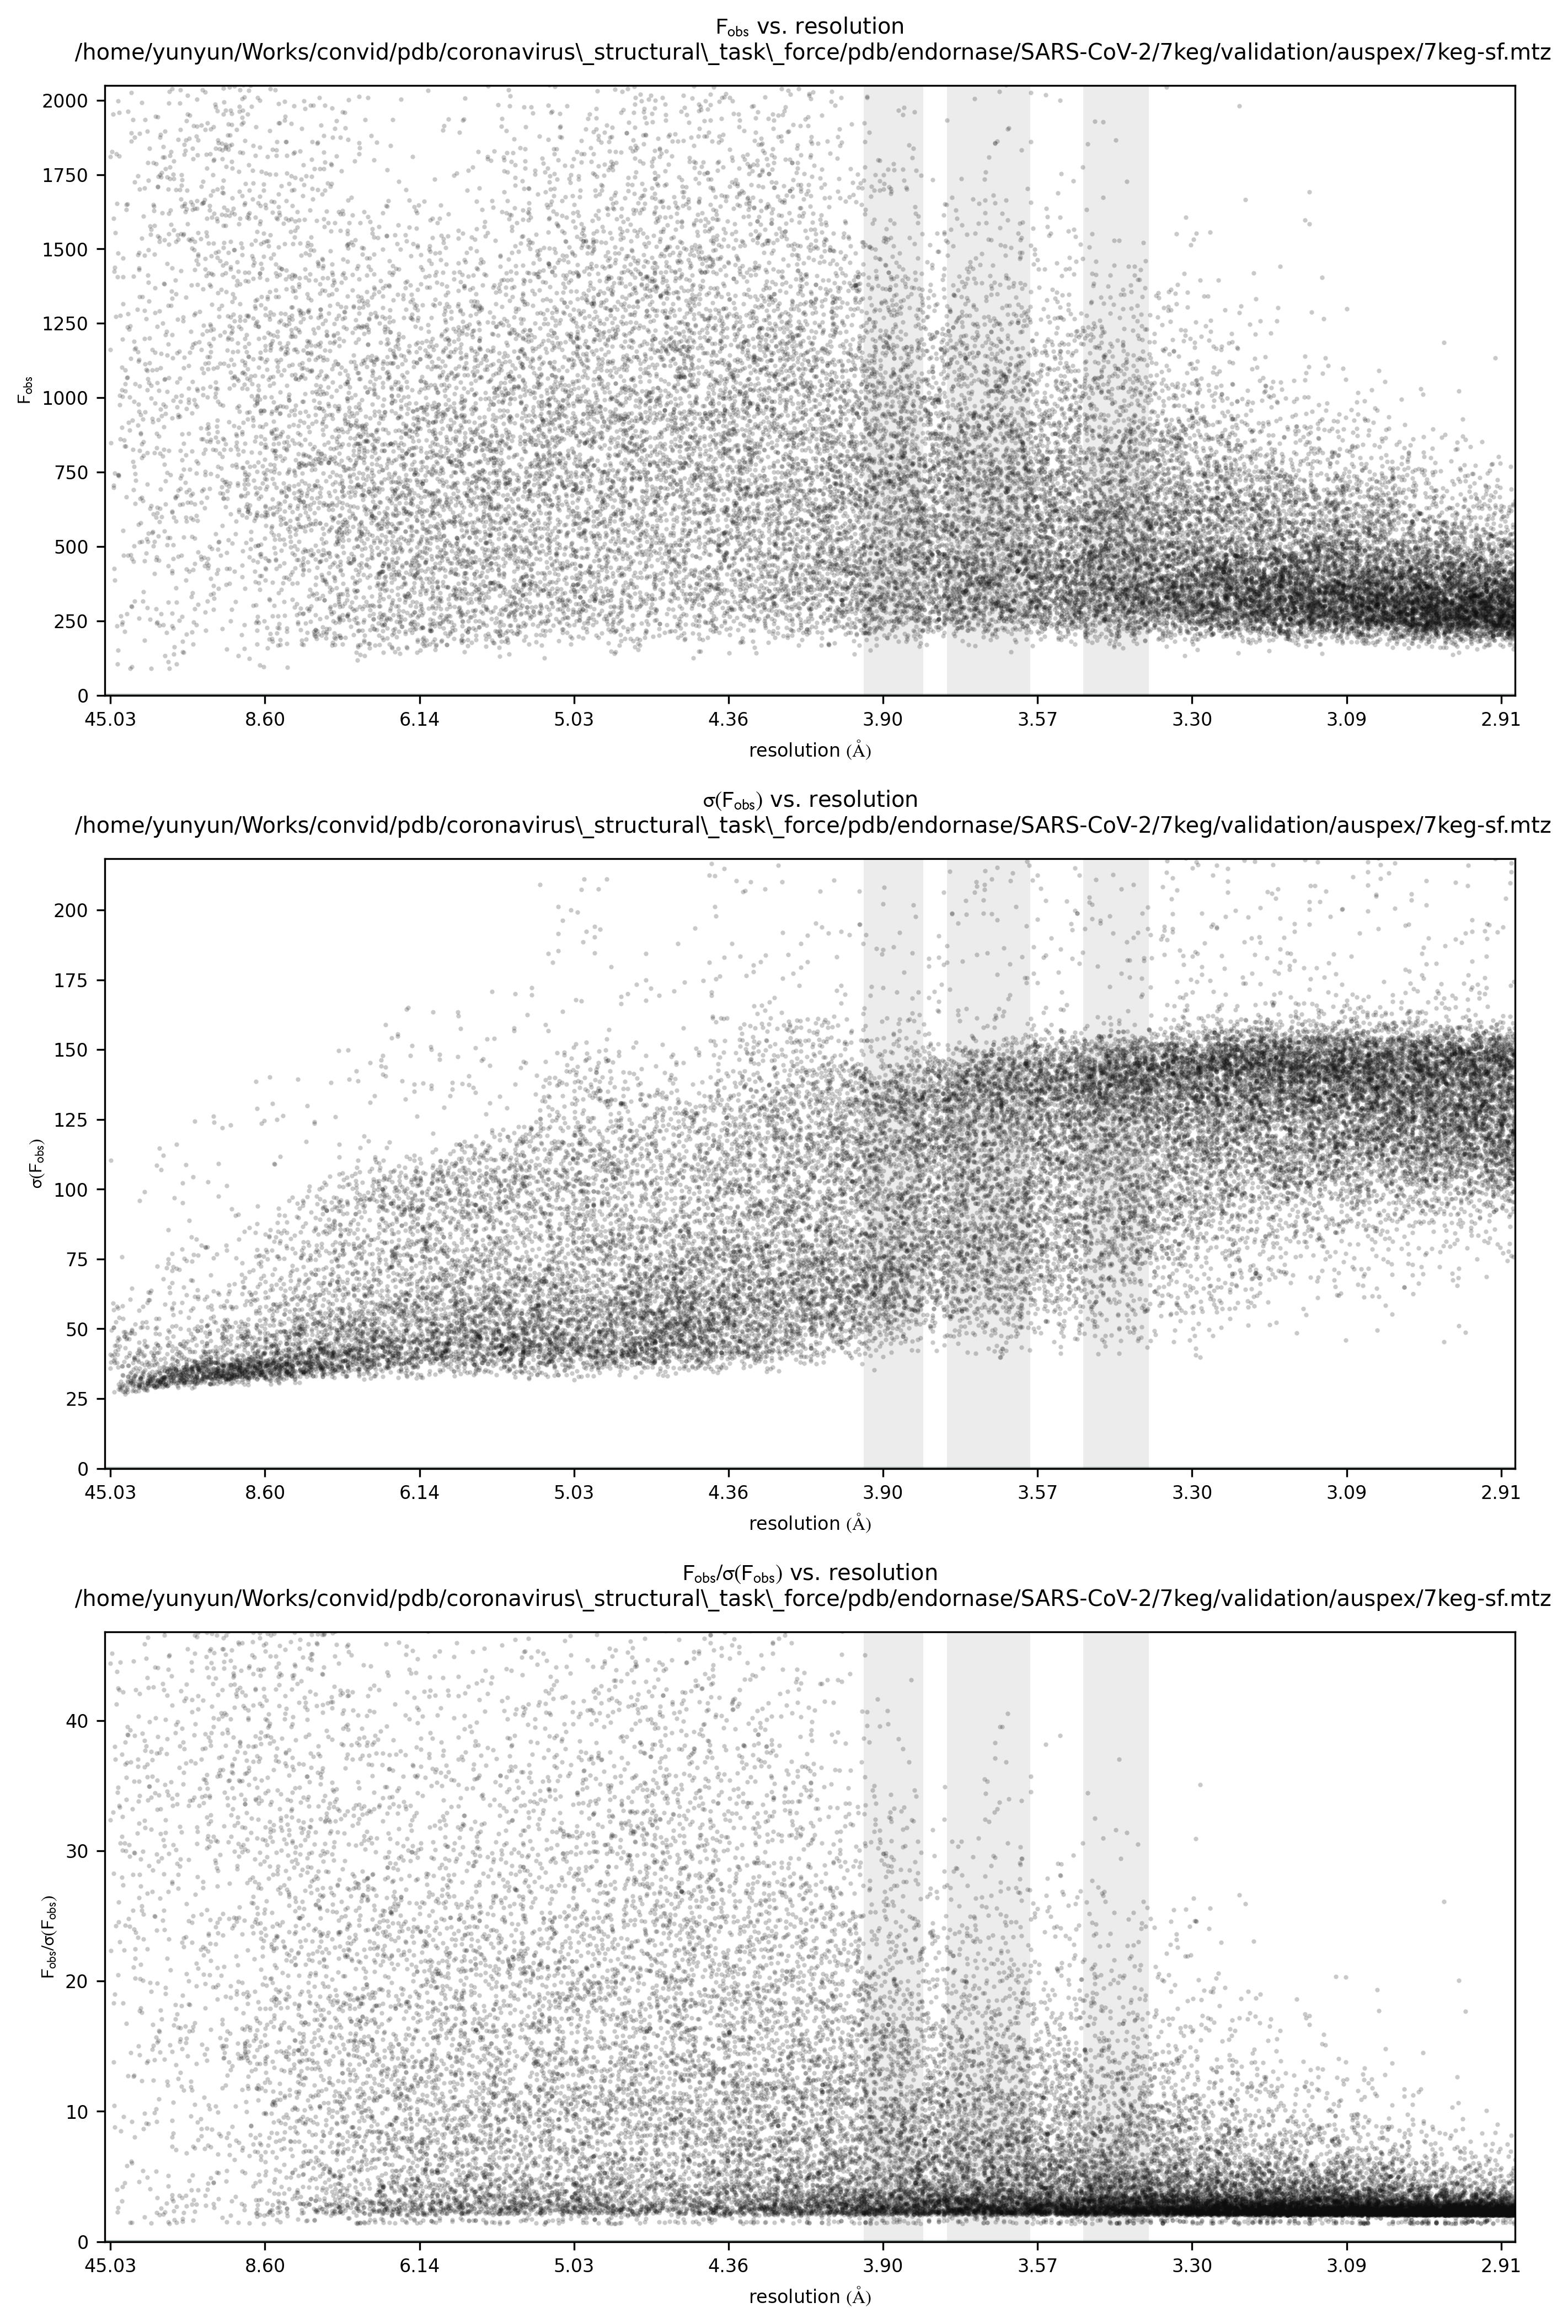 Fobs vs. resolution
/home/yunyun/Works/convid/pdb/coronavirus\_structural\_task\_force/pdb/endornase/SARS-CoV-2/7keg/validation/auspex/7keg-sf.mtz
2000
1750
1500
1250
1000
750
500
250
0
Fobs
45.03 8.60 6.14 5.03 4.36 3.90 3.57 3.30 3.09 2.91
resolution (Å)
σ(Fobs) vs. resolution
/home/yunyun/Works/convid/pdb/coronavirus\_structural\_task\_force/pdb/endornase/SARS-CoV-2/7keg/validation/auspex/7keg-sf.mtz
200
175
150
125
100
75
50
25
0
σ(Fobs)
45.03 8.60 6.14 5.03 4.36 3.90 3.57 3.30 3.09 2.91
resolution (Å)
Fobs/σ(Fobs) vs. resolution
/home/yunyun/Works/convid/pdb/coronavirus\_structural\_task\_force/pdb/endornase/SARS-CoV-2/7keg/validation/auspex/7keg-sf.mtz
40
30
20
10
0
Fobs/σ(Fobs)
45.03 8.60 6.14 5.03 4.36 3.90 3.57 3.30 3.09 2.91
resolution (Å)